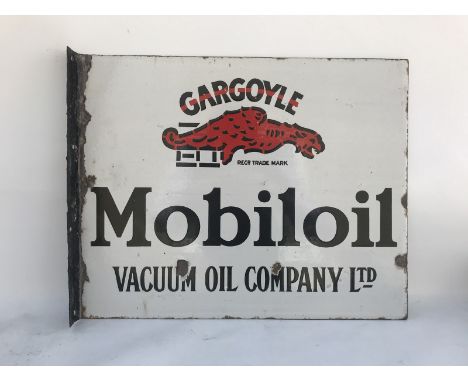 GARGOYLE
REGD TRADE MARK
Mobiloil
VACUUM OIL COMPANY LTD